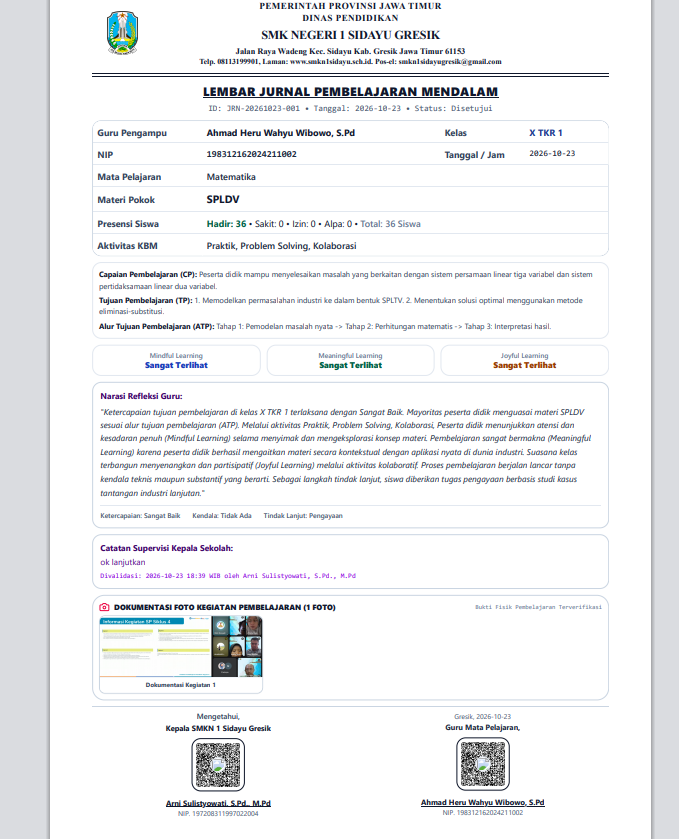 PEMERINTAH PROVINSI JAWA TIMUR
DINAS PENDIDIKAN
SMK NEGERI 1 SIDAYU GRESIK
Jalan Raya Wadeng Kec. Sidayu Kab. Gresik Jawa Timur 61153
Telp. 08113199901, Laman: www.smkn1sidayu.sch.id. Pos-el: smkn1sidayugresik@gmail.com
LEMBAR JURNAL PEMBELAJARAN MENDALAM
ID: JRN-20261023-001 • Tanggal: 2026-10-23 • Status: Disetujui
Guru Pengampu Ahmad Heru Wahyu Wibowo, S.Pd Kelas X TKR 1
NIP 198312162024211002 Tanggal / Jam 2026-10-23
Mata Pelajaran Matematika
Materi Pokok SPLDV
Presensi Siswa Hadir: 36 • Sakit: 0 • Izin: 0 • Alpa: 0 • Total: 36 Siswa
Aktivitas KBM Praktik, Problem Solving, Kolaborasi
Capaian Pembelajaran (CP): Peserta didik mampu menyelesaikan masalah yang berkaitan dengan sistem persamaan linear tiga variabel dan sistem
pertidaksamaan linear dua variabel.
Tujuan Pembelajaran (TP): 1. Memodelkan permasalahan industri ke dalam bentuk SPLTV. 2. Menentukan solusi optimal menggunakan metode
eliminasi-substitusi.
Alur Tujuan Pembelajaran (ATP): Tahap 1: Pemodelan masalah nyata -> Tahap 2: Perhitungan matematis -> Tahap 3: Interpretasi hasil.
Mindful Learning Meaningful Learning Joyful Learning
Sangat Terlihat Sangat Terlihat Sangat Terlihat
Narasi Refleksi Guru:
"Ketercapaian tujuan pembelajaran di kelas X TKR 1 terlaksana dengan Sangat Baik. Mayoritas peserta didik menguasai materi SPLDV
sesuai alur tujuan pembelajaran (ATP). Melalui aktivitas Praktik, Problem Solving, Kolaborasi, Peserta didik menunjukkan atensi dan
kesadaran penuh (Mindful Learning) selama menyimak dan mengeksplorasi konsep materi. Pembelajaran sangat bermakna (Meaningful
Learning) karena peserta didik berhasil mengaitkan materi secara kontekstual dengan aplikasi nyata di dunia industri. Suasana kelas
terbangun menyenangkan dan partisipatif (Joyful Learning) melalui aktivitas kolaboratif. Proses pembelajaran berjalan lancar tanpa
kendala teknis maupun substantif yang berarti. Sebagai langkah tindak lanjut, siswa diberikan tugas pengayaan berbasis studi kasus
tantangan industri lanjutan."
Ketercapaian: Sangat Baik Kendala: Tidak Ada Tindak Lanjut: Pengayaan
Catatan Supervisi Kepala Sekolah:
ok lanjutkan
Divalidasi: 2026-10-23 18:39 WIB oleh Arni Sulistyowati, S.Pd., M.Pd
DOKUMENTASI FOTO KEGIATAN PEMBELAJARAN (1 FOTO) Bukti Fisik Pembelajaran Terverifikasi
Informasi Kegiatan SP Siklus 4
Dokumentasi Kegiatan 1
Mengetahui, Gresik, 2026-10-23
Kepala SMKN 1 Sidayu Gresik Guru Mata Pelajaran,
Arni Sulistyowati, S.Pd., M.Pd Ahmad Heru Wahyu Wibowo, S.Pd
NIP. 197208311997022004 NIP. 198312162024211002